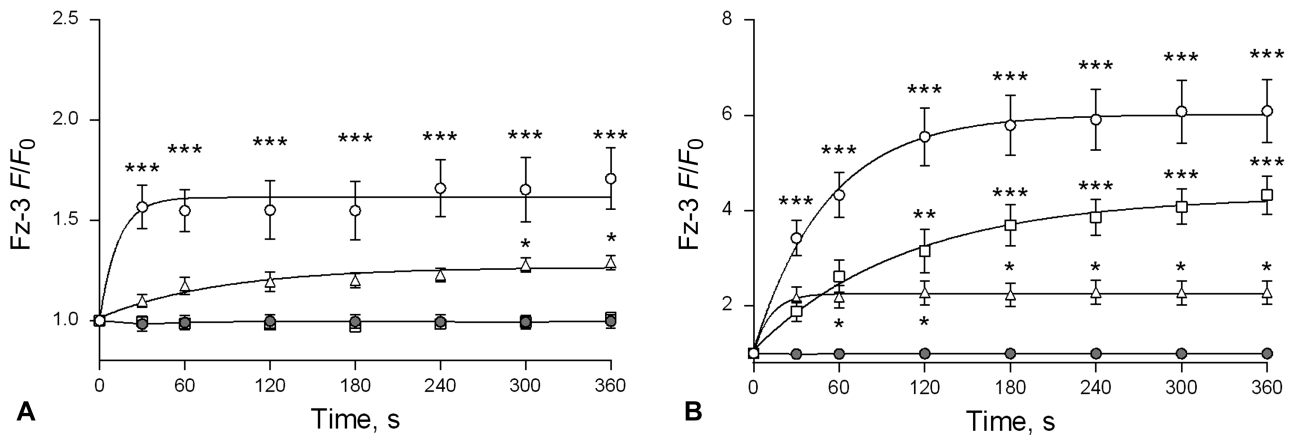 2.5
2.0
1.5
1.0
Fz-3 F/F0
*** *** *** *** *** *** ***
* *
0 60 120 180 240 300 360
A
Time, s
8
6
4
2
Fz-3 F/F0
*** *** *** *** *** *** ***
** *** *** *** ***
* * * * * *
0 60 120 180 240 300 360
B
Time, s